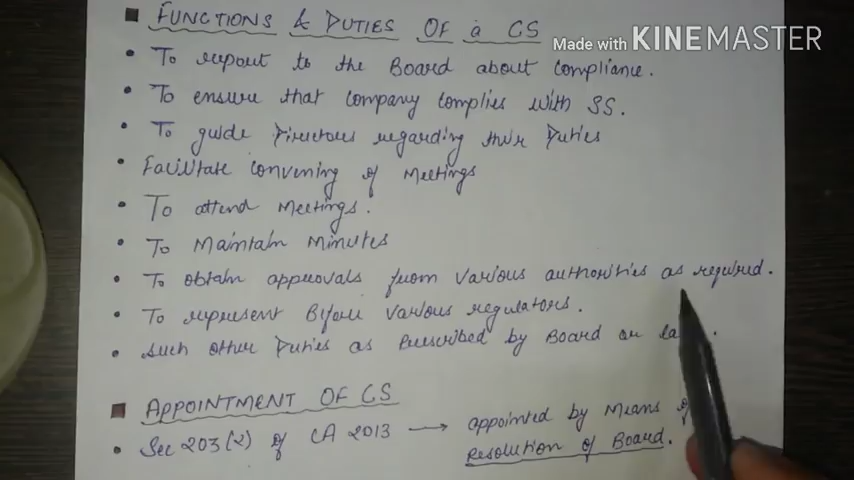 FUNCTIONS & DUTIES OF a CS
Made with KINEMASTER
To report to the Board about compliance.
To ensure that company complies with SS.
To guide Directors regarding their Duties
Facilitate convening of Meetings
To attend Meetings.
To Maintain Minutes
To obtain approvals from various authorities as required.
To represent Before various regulators.
Such other Duties as Prescribed by Board or
APPOINTMENT OF CS
Sec 203(2) of CA 2013 → appointed by Means of
Resolution of Board.